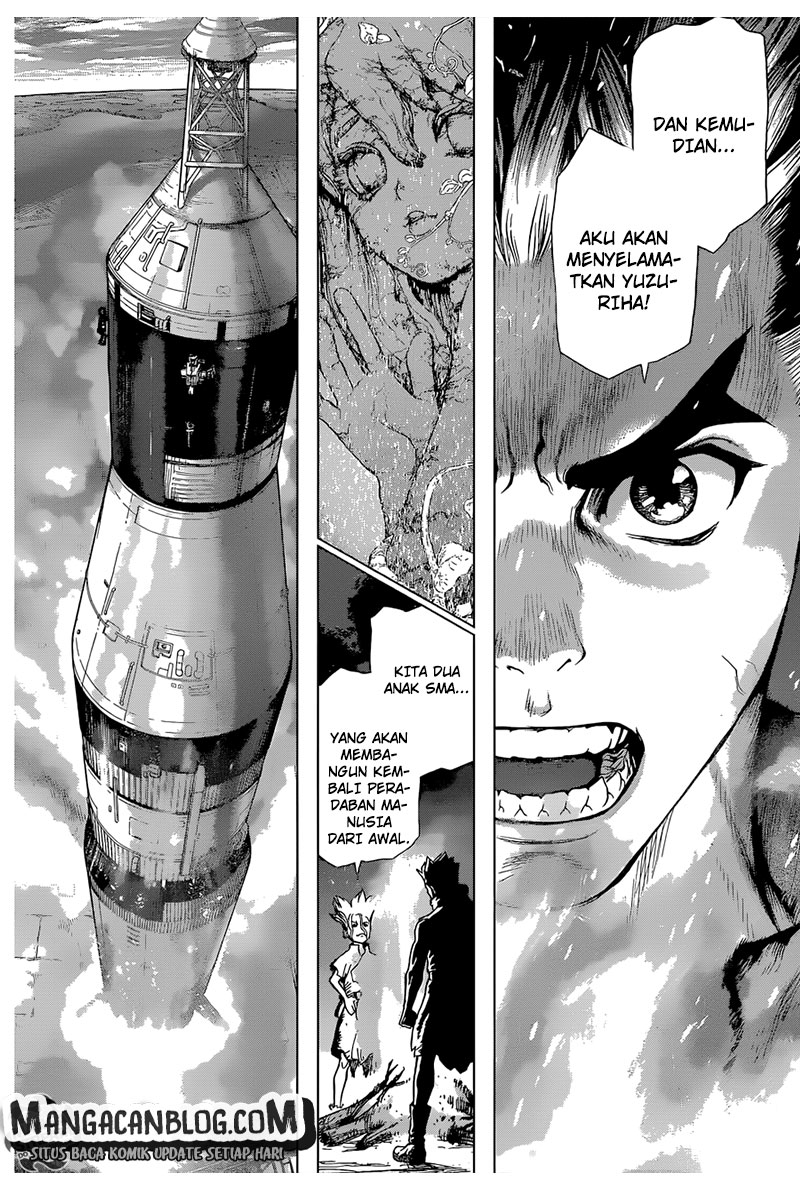 DAN KEMU-
DIAN...
AKU AKAN
MENYELAMA-
TKAN YUZU-
RIHA!
KITA DUA
ANAK SMA...
YANG AKAN
MEMBA-
NGUN KEM-
BALI PERA-
DABAN MA-
NUSIA
DARI AWAL.
MANGACANBLOG.COM
SITUS BACA KOMIK UPDATE SETIAP HARI